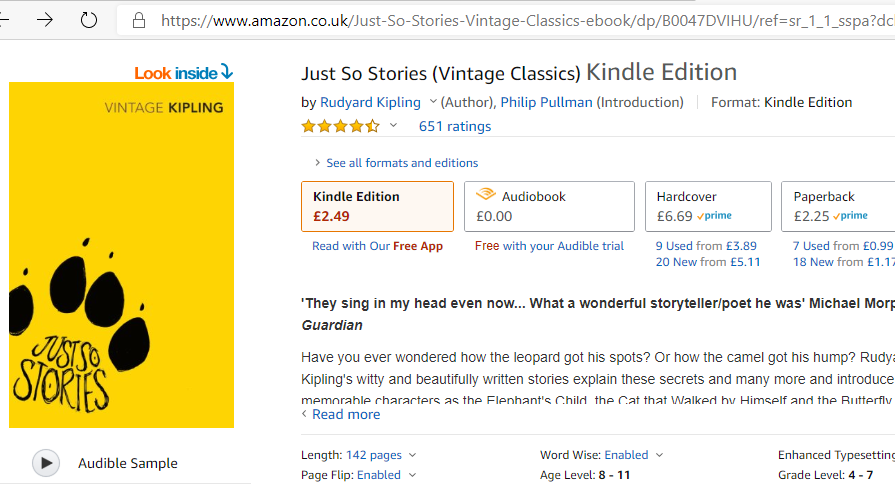 https://www.amazon.co.uk/Just-So-Stories-Vintage-Classics-ebook/dp/B0047DVIHU/ref=sr_1_1_sspa?dc
Look inside
VINTAGE KIPLING
JUST SO
STORIES
Audible Sample
Just So Stories (Vintage Classics) Kindle Edition
by Rudyard Kipling (Author), Philip Pullman (Introduction) Format: Kindle Edition
651 ratings
See all formats and editions
Kindle Edition
£2.49
Read with Our Free App
Audiobook
£0.00
Free with your Audible trial
Hardcover
£6.69 prime
9 Used from £3.89
20 New from £5.11
Paperback
£2.25 prime
7 Used from £0.99
18 New from £1.17
'They sing in my head even now... What a wonderful storyteller/poet he was' Michael Morp
Guardian
Have you ever wondered how the leopard got his spots? Or how the camel got his hump? Rudya
Kipling's witty and beautifully written stories explain these secrets and many more and introduce
memorable characters as the Elephant's Child, the Cat that Walked by Himself and the Butterfly
Read more
Length: 142 pages
Word Wise: Enabled
Enhanced Typesetting
Page Flip: Enabled
Age Level: 8 - 11
Grade Level: 4 - 7